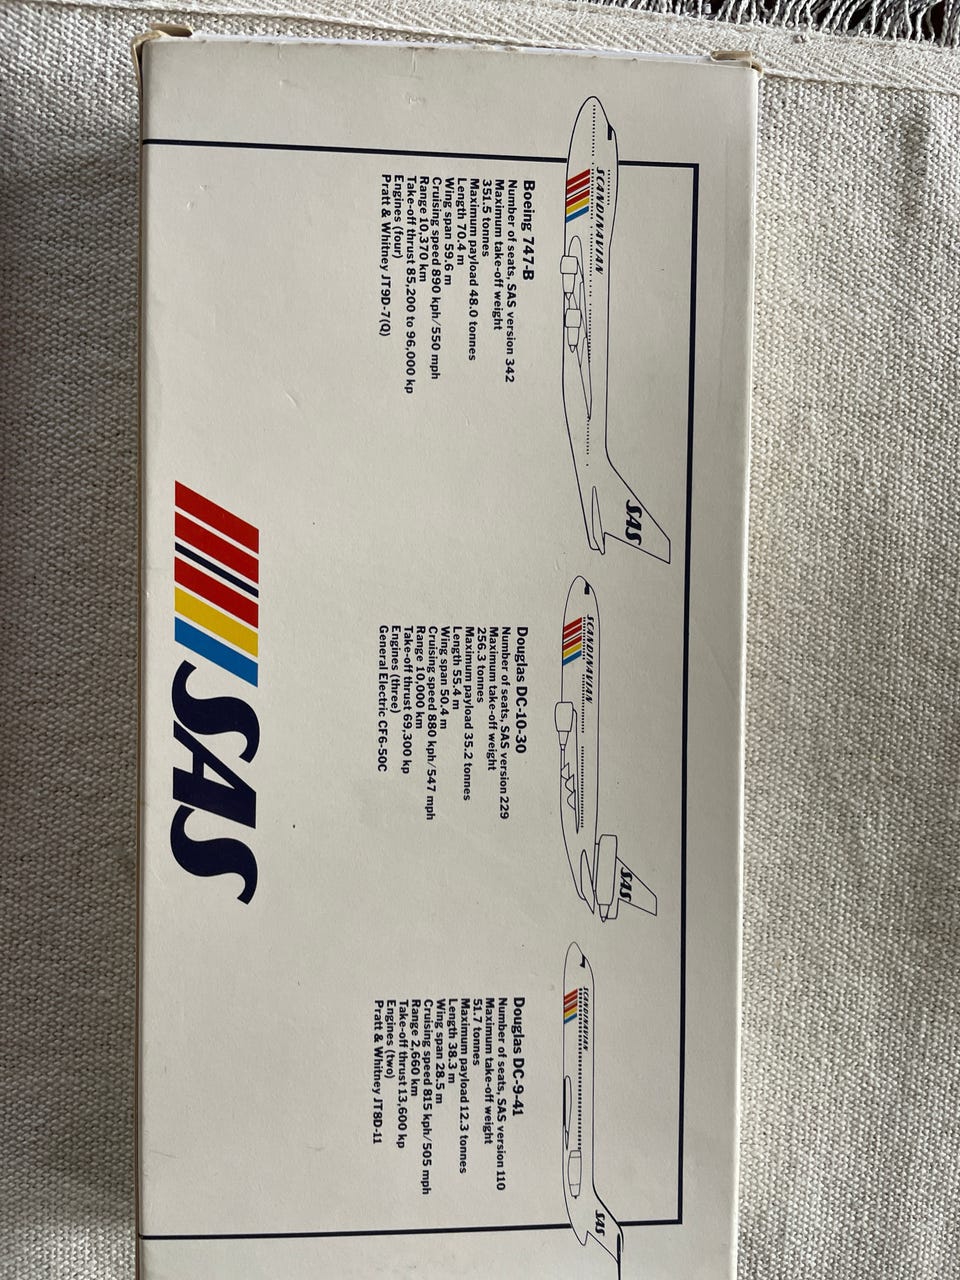 SCANDINAVIAN
SAS
Boeing 747-B
Number of seats, SAS version 342
Maximum take-off weight
351.5 tonnes
Maximum payload 48.0 tonnes
Length 70.4 m
Wing span 59.6 m
Cruising speed 890 kph/550 mph
Range 10,370 km
Take-off thrust 85,200 to 96,000 kp
Engines (four)
Pratt & Whitney JT9D-7(Q)
SCANDINAVIAN
SAS
Douglas DC-10-30
Number of seats, SAS version 229
Maximum take-off weight
256.3 tonnes
Maximum payload 35.2 tonnes
Length 55.4 m
Wing span 50.4 m
Cruising speed 880 kph/547 mph
Range 10,000 km
Take-off thrust 69,300 kp
Engines (three)
General Electric CF6-50C
SCANDINAVIAN
SAS
Douglas DC-9-41
Number of seats, SAS version 110
Maximum take-off weight
51.7 tonnes
Maximum payload 12.3 tonnes
Length 38.3 m
Wing span 28.5 m
Cruising speed 815 kph/505 mph
Range 2,660 km
Take-off thrust 13,600 kp
Engines (two)
Pratt & Whitney JT8D-11
SAS